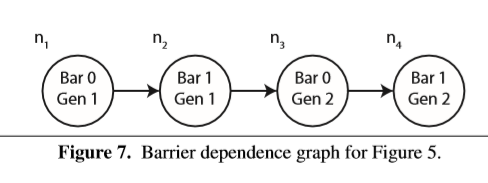 n1 n2 n3 n4
Bar 0 Bar 1 Bar 0 Bar 1
Gen 1 Gen 1 Gen 2 Gen 2
Figure 7. Barrier dependence graph for Figure 5.